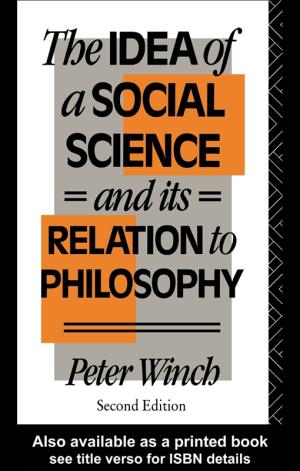 The IDEA of
a SOCIAL
SCIENCE
= and its =
RELATION to
PHILOSOPHY
Peter Winch
Second Edition
Also available as a printed book
see title verso for ISBN details